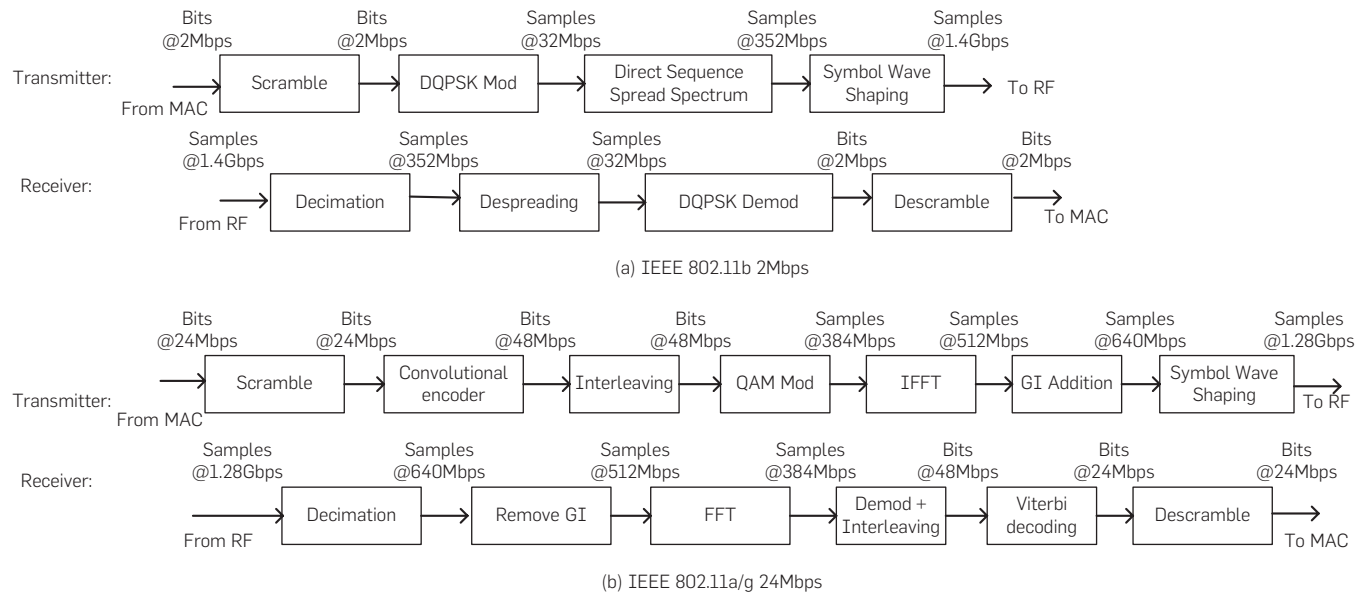 Bits Bits Samples Samples Samples
@2Mbps @2Mbps @32Mbps @352Mbps @1.4Gbps
Transmitter:
Scramble
DQPSK Mod
Direct Sequence
Spread Spectrum
Symbol Wave
Shaping
From MAC
To RF
Samples Samples Samples Bits Bits
@1.4Gbps @352Mbps @32Mbps @2Mbps @2Mbps
Receiver:
Decimation
Despreading
DQPSK Demod
Descramble
From RF
To MAC
(a) IEEE 802.11b 2Mbps
Bits Bits Bits Bits Samples Samples Samples Samples
@24Mbps @24Mbps @48Mbps @48Mbps @384Mbps @512Mbps @640Mbps @1.28Gbps
Transmitter:
Scramble
Convolutional
encoder
Interleaving
QAM Mod
IFFT
GI Addition
Symbol Wave
Shaping
From MAC
To RF
Samples Samples Samples Samples Bits Bits Bits
@1.28Gbps @640Mbps @512Mbps @384Mbps @48Mbps @24Mbps @24Mbps
Receiver:
Decimation
Remove GI
FFT
Demod +
Interleaving
Viterbi
decoding
Descramble
From RF
To MAC
(b) IEEE 802.11a/g 24Mbps